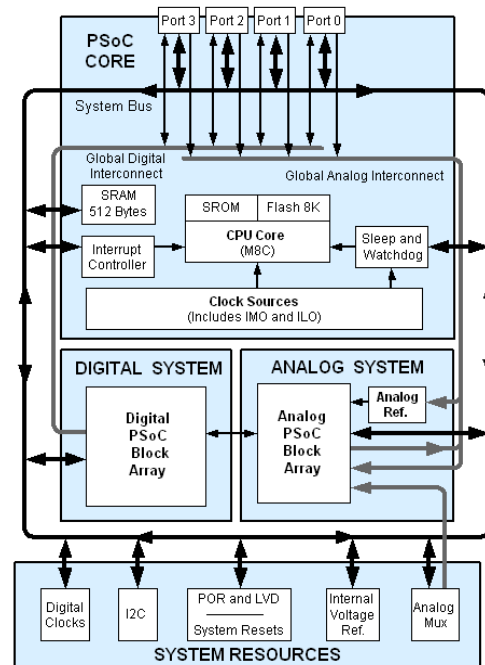 Port 3 Port 2 Port 1 Port 0
PSoC
CORE
System Bus
Global Digital
Interconnect
Global Analog Interconnect
SRAM
512 Bytes
SROM Flash 8K
CPU Core
(M8C)
Interrupt
Controller
Sleep and
Watchdog
Clock Sources
(Includes IMO and ILO)
DIGITAL SYSTEM
ANALOG SYSTEM
Digital
PSoC
Block
Array
Analog
PSoC
Block
Array
Analog
Ref.
Digital
Clocks
I2C
POR and LVD
System Resets
Internal
Voltage
Ref.
Analog
Mux
SYSTEM RESOURCES